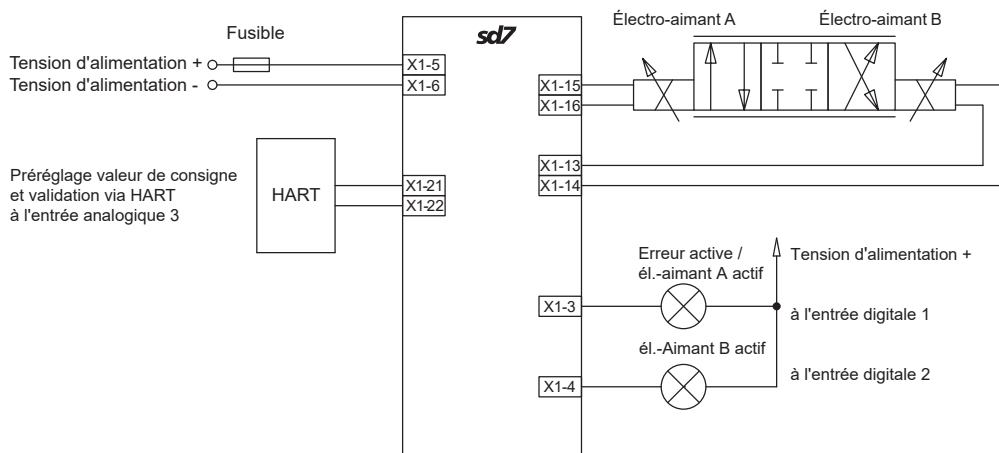 Fusible
Tension d'alimentation +
Tension d'alimentation -
X1-5
X1-6
sd7
Électro-aimant A
Électro-aimant B
X1-15
X1-16
X1-13
X1-14
Préréglage valeur de consigne
et validation via HART
à l'entrée analogique 3
HART
X1-21
X1-22
Erreur active /
él.-aimant A actif
Tension d'alimentation +
X1-3
à l'entrée digitale 1
él.-Aimant B actif
X1-4
à l'entrée digitale 2